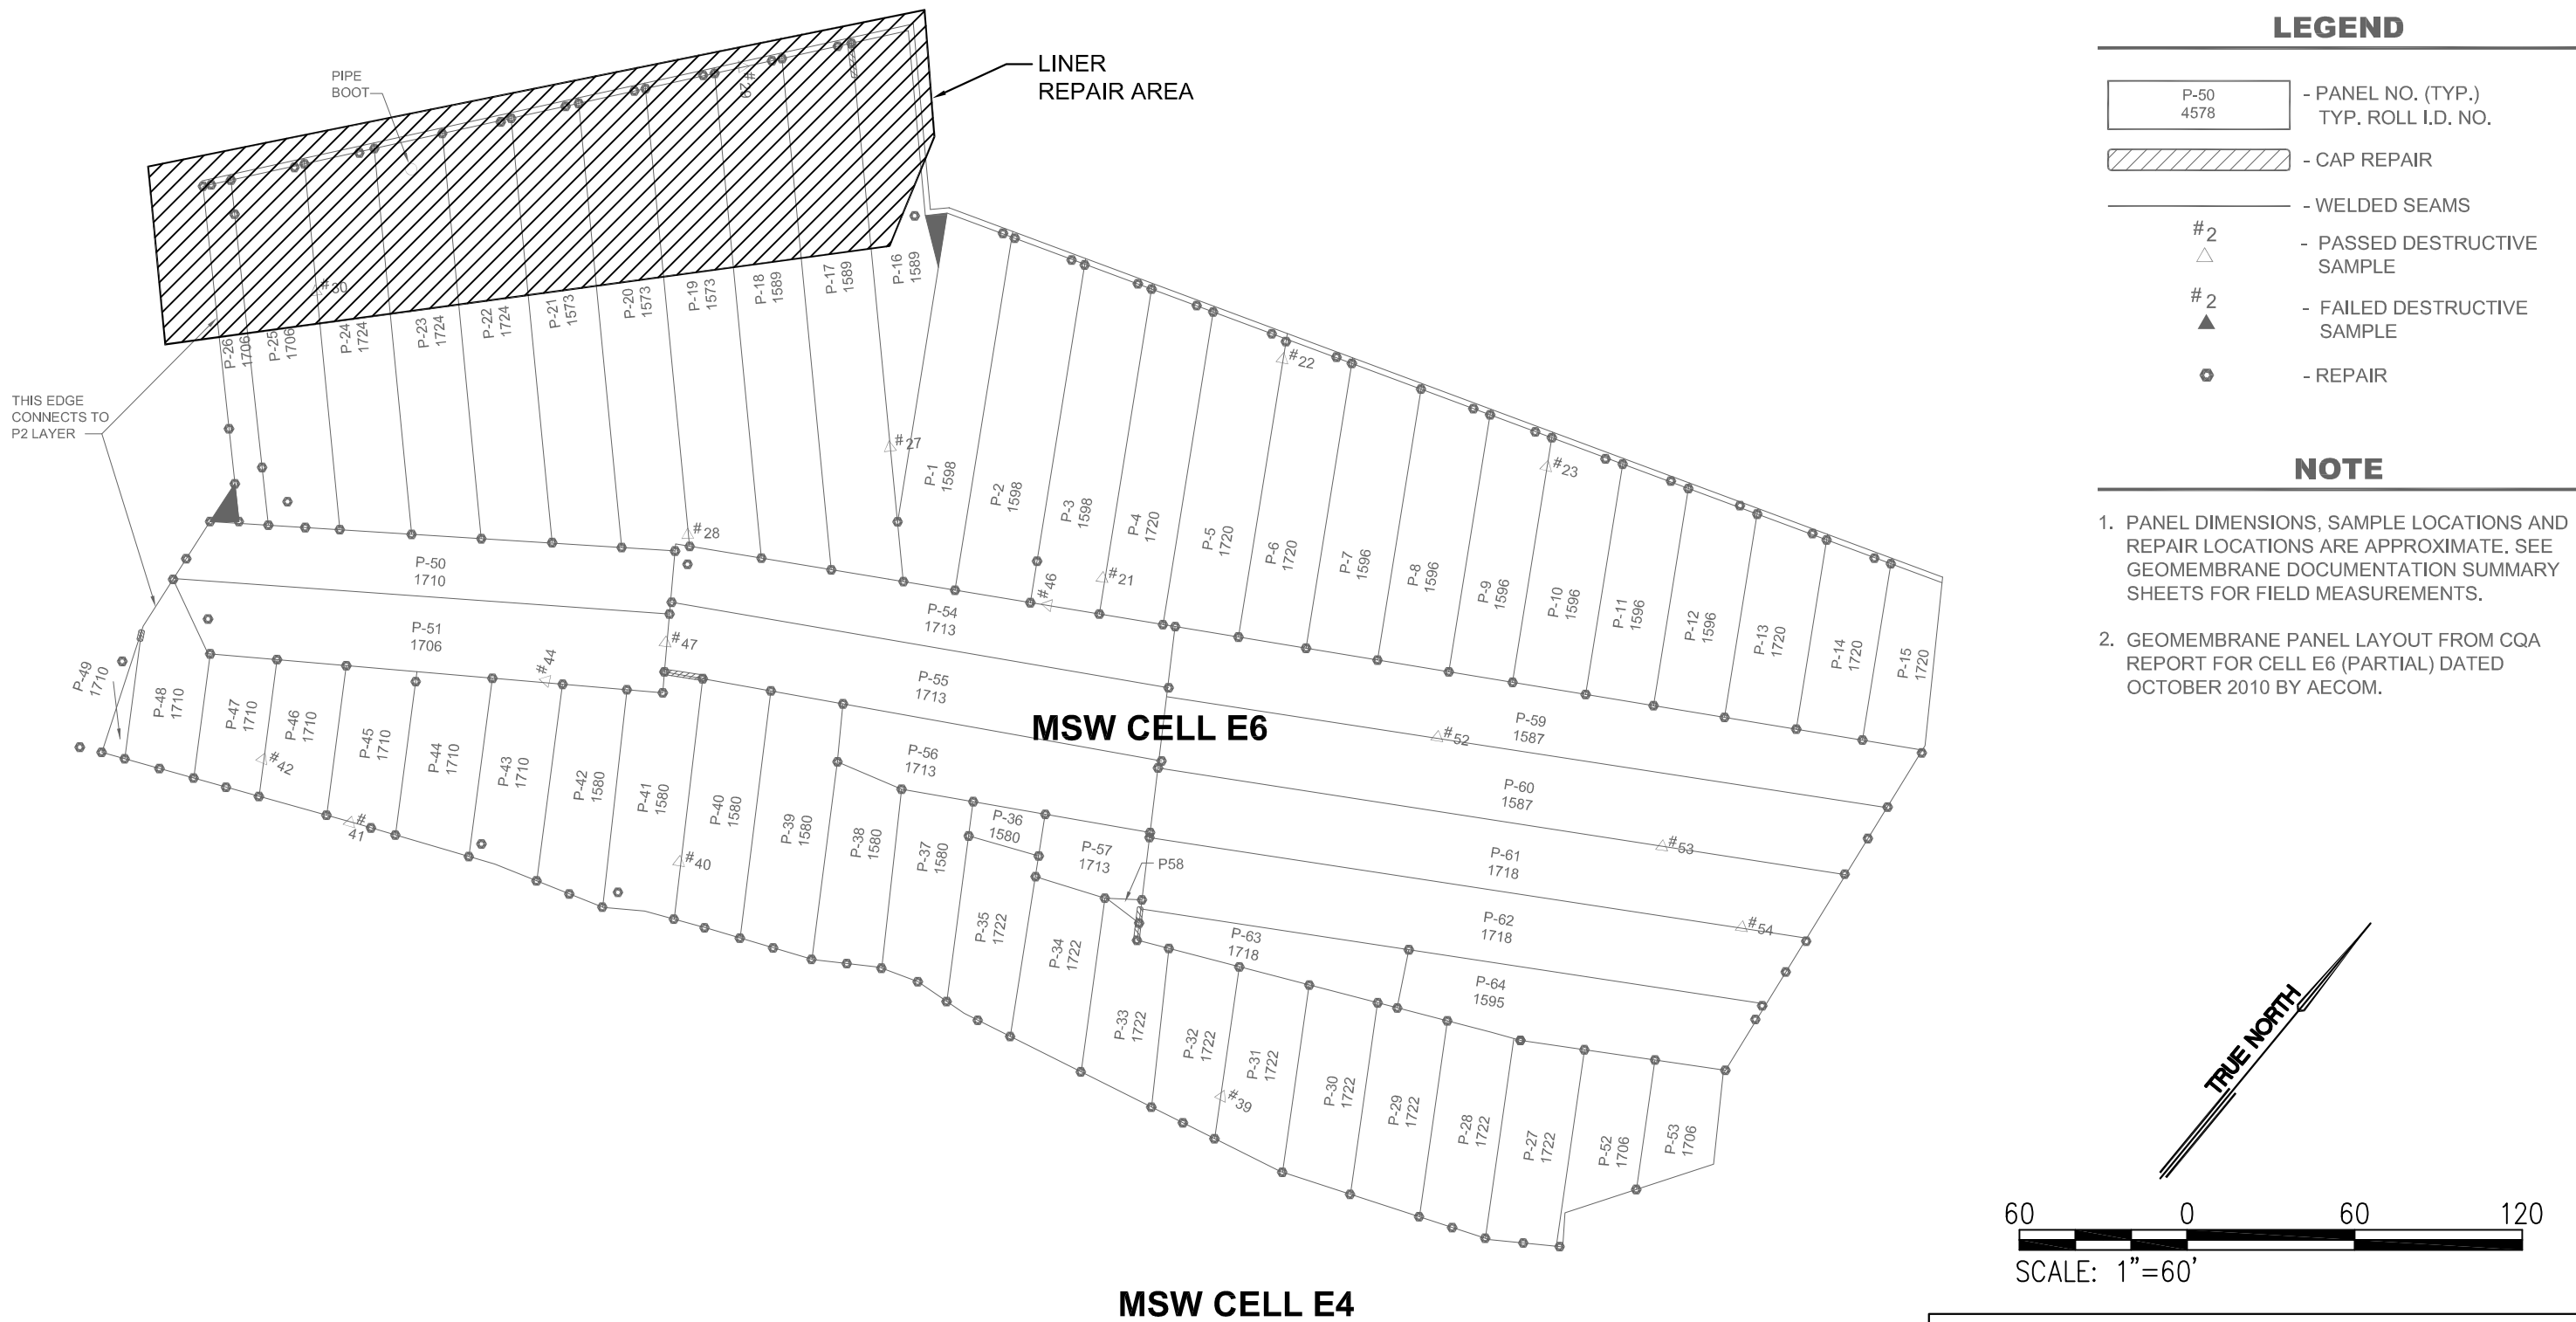 LINER
REPAIR AREA
PIPE
BOOT
#29
#30
THIS EDGE
CONNECTS TO
P2 LAYER
P-26
1706
P-25
1706
P-24
1724
P-23
1724
P-22
1724
P-21
1573
P-20
1573
P-19
1573
P-18
1589
P-17
1589
P-16
1589
#27
#28
P-1
1598
P-2
1598
P-3
1598
P-4
1720
P-5
1720
P-6
1720
P-7
1596
P-8
1596
P-9
1596
P-10
1596
P-11
1596
P-12
1596
P-13
1720
P-14
1720
P-15
1720
#22
#23
#21
#46
P-50
1710
P-51
1706
P-54
1713
P-55
1713
#47
#44
MSW CELL E6
P-59
1587
#52
P-60
1587
#53
P-61
1718
#54
P-62
1718
P-63
1718
P-64
1595
P-49
1710
P-48
1710
P-47
1710
P-46
1710
P-45
1710
P-44
1710
P-43
1710
P-42
1580
P-41
1580
P-40
1580
P-39
1580
P-38
1580
P-37
1580
P-36
1580
P-56
1713
P-57
1713
P58
#42
#41
#40
P-35
1722
P-34
1722
P-33
1722
P-32
1722
P-31
1722
P-30
1722
P-29
1722
P-28
1722
P-27
1722
P-52
1706
P-53
1706
#39
MSW CELL E4
LEGEND
P-50
4578
- PANEL NO. (TYP.)
TYP. ROLL I.D. NO.
- CAP REPAIR
- WELDED SEAMS
#2
- PASSED DESTRUCTIVE
SAMPLE
#2
- FAILED DESTRUCTIVE
SAMPLE
- REPAIR
NOTE
1. PANEL DIMENSIONS, SAMPLE LOCATIONS AND
REPAIR LOCATIONS ARE APPROXIMATE. SEE
GEOMEMBRANE DOCUMENTATION SUMMARY
SHEETS FOR FIELD MEASUREMENTS.
2. GEOMEMBRANE PANEL LAYOUT FROM CQA
REPORT FOR CELL E6 (PARTIAL) DATED
OCTOBER 2010 BY AECOM.
TRUE NORTH
60 0 60 120
SCALE: 1"=60'